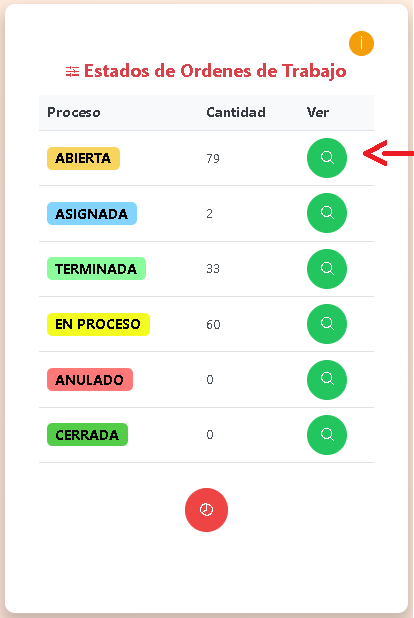 i
Estados de Ordenes de Trabajo
Proceso Cantidad Ver
ABIERTA 79
ASIGNADA 2
TERMINADA 33
EN PROCESO 60
ANULADO 0
CERRADA 0